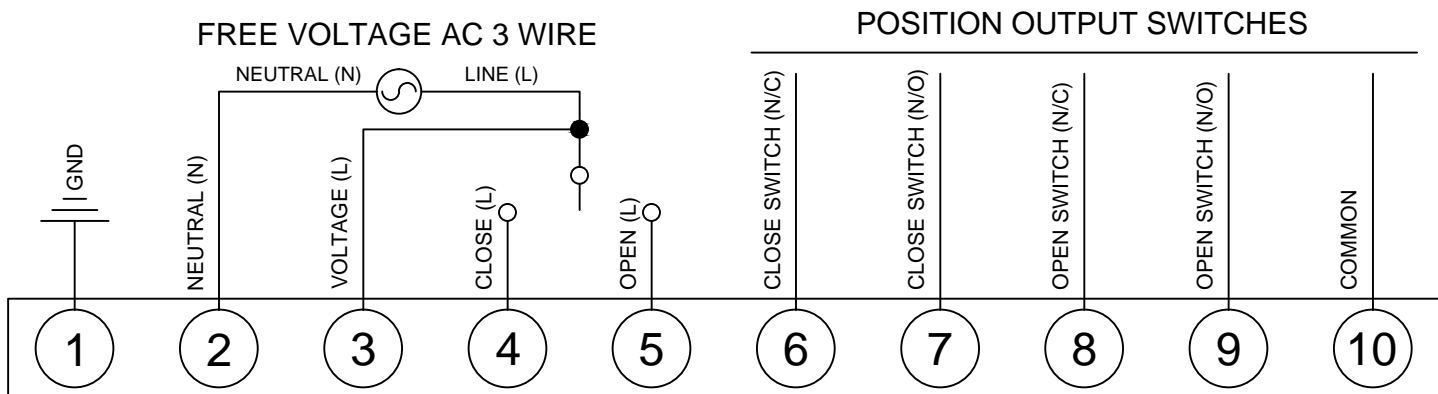 FREE VOLTAGE AC 3 WIRE
POSITION OUTPUT SWITCHES
NEUTRAL (N)
LINE (L)
GND
NEUTRAL (N)
VOLTAGE (L)
CLOSE (L)
OPEN (L)
CLOSE SWITCH (N/C)
CLOSE SWITCH (N/O)
OPEN SWITCH (N/C)
OPEN SWITCH (N/O)
COMMON
1
2
3
4
5
6
7
8
9
10